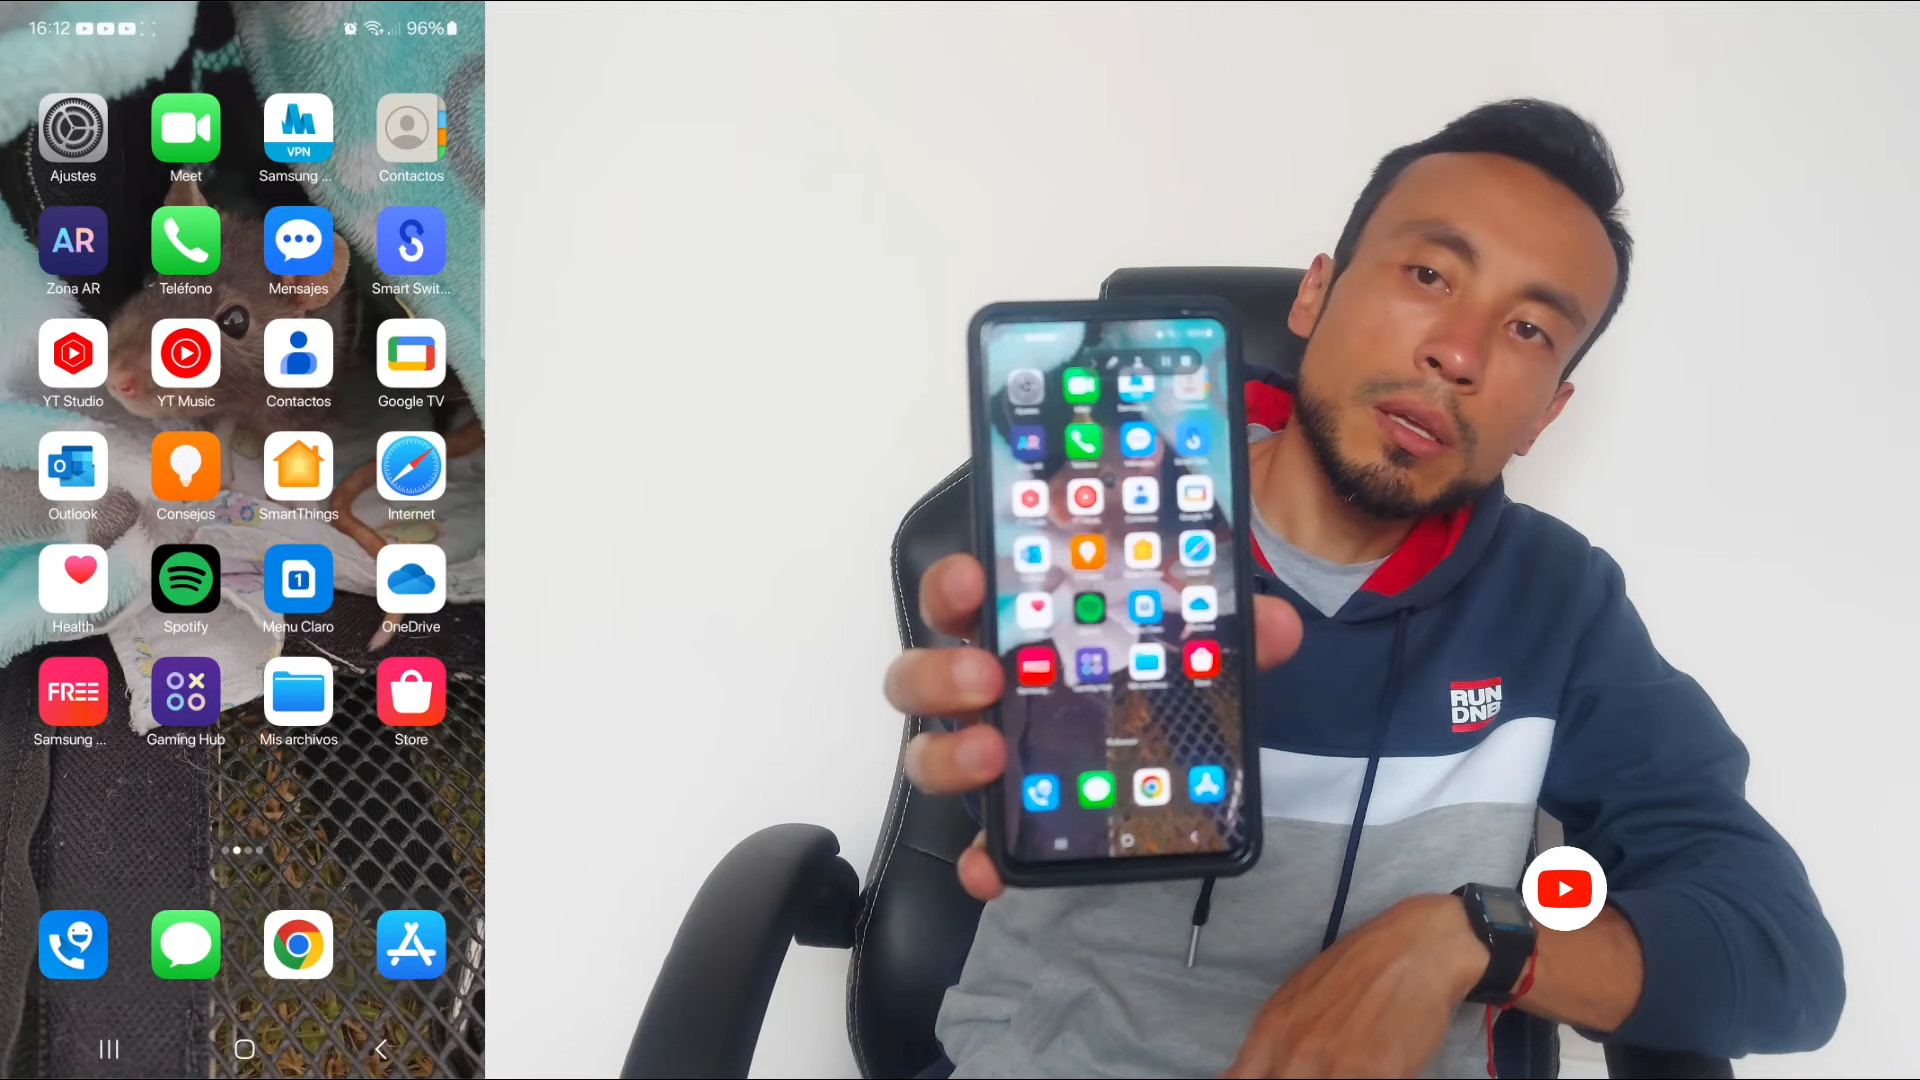 16:12
96%
VPN
Ajustes Meet Samsung ... Contactos
AR
Zona AR Teléfono Mensajes Smart Swit...
YT Studio YT Music Contactos Google TV
Outlook Consejos SmartThings Internet
1
Health Spotify Menu Claro OneDrive
FREE
Samsung ... Gaming Hub Mis archivos Store
AR
RUN
DNB